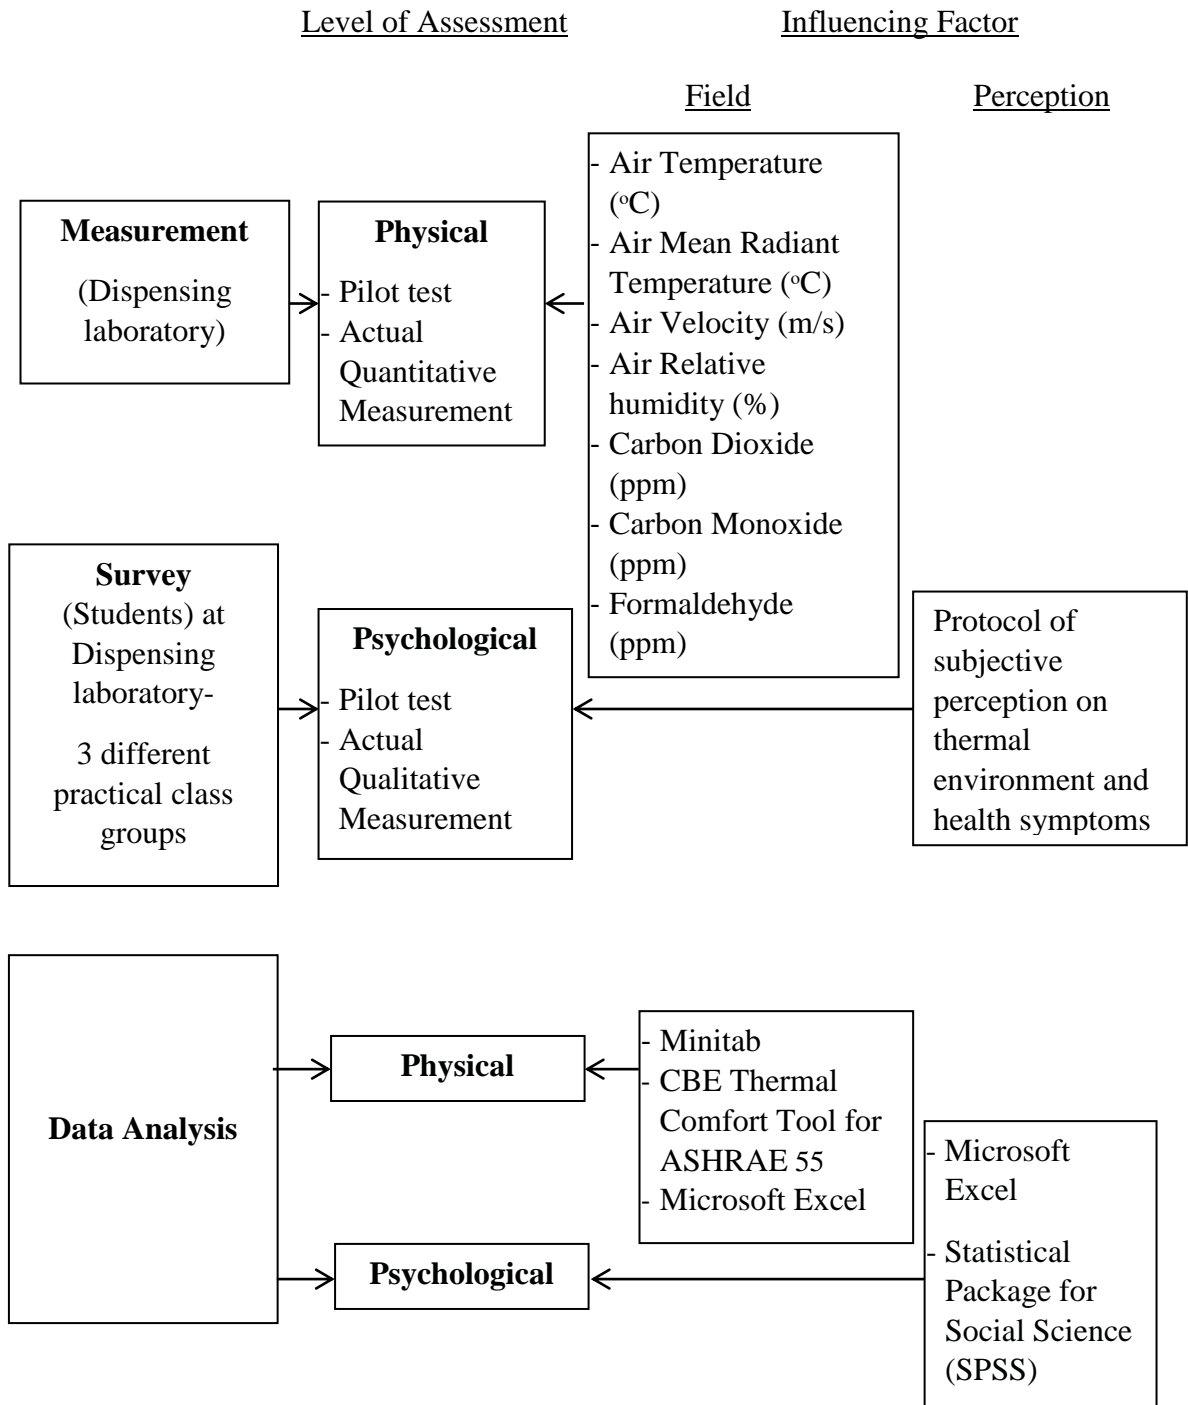 Level of Assessment
Influencing Factor
Field
Perception
Measurement
(Dispensing
laboratory)
Physical
- Pilot test
- Actual
Quantitative
Measurement
- Air Temperature
(oC)
- Air Mean Radiant
Temperature (oC)
- Air Velocity (m/s)
- Air Relative
humidity (%)
- Carbon Dioxide
(ppm)
- Carbon Monoxide
(ppm)
- Formaldehyde
(ppm)
Survey
(Students) at
Dispensing
laboratory-
3 different
practical class
groups
Psychological
- Pilot test
- Actual
Qualitative
Measurement
Protocol of
subjective
perception on
thermal
environment and
health symptoms
Data Analysis
Physical
- Minitab
- CBE Thermal
Comfort Tool for
ASHRAE 55
- Microsoft Excel
Psychological
- Microsoft
Excel
- Statistical
Package for
Social Science
(SPSS)